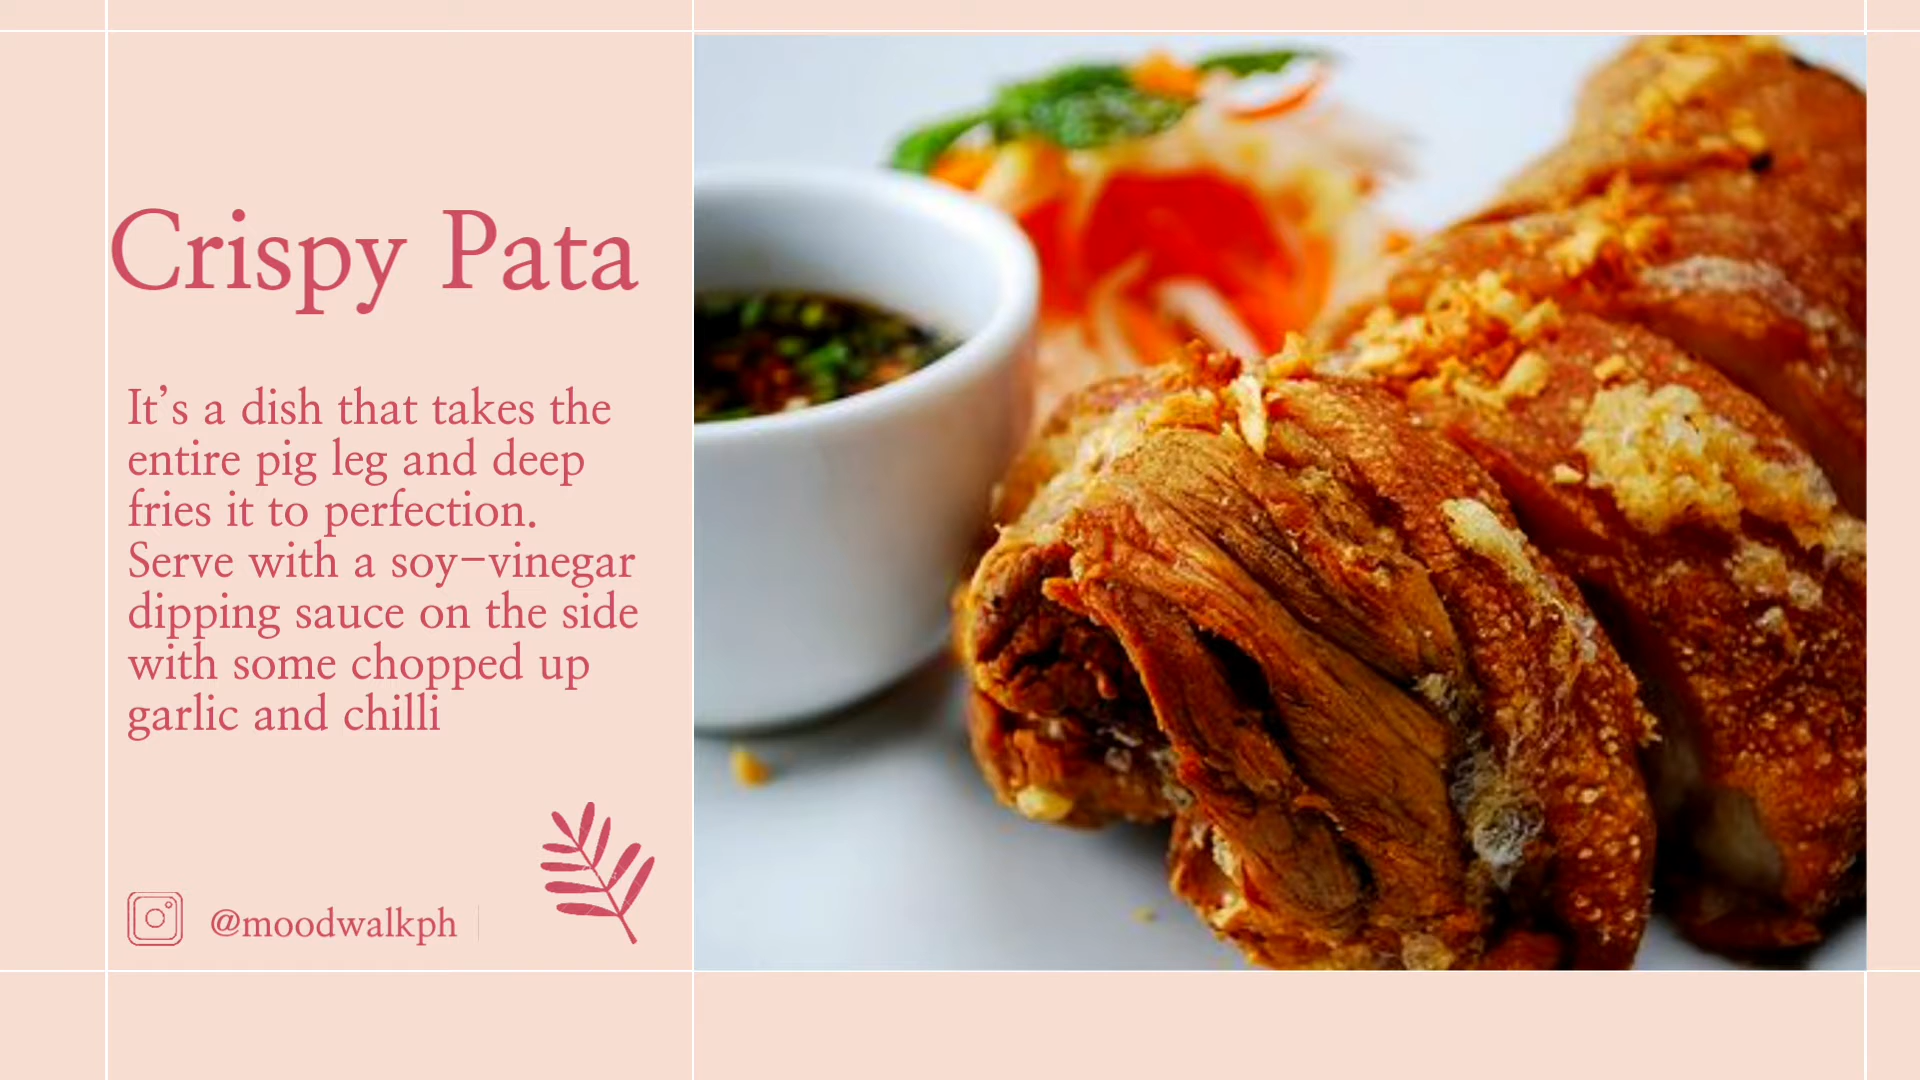 Crispy Pata
It’s a dish that takes the
entire pig leg and deep
fries it to perfection.
Serve with a soy-vinegar
dipping sauce on the side
with some chopped up
garlic and chilli
@moodwalkph